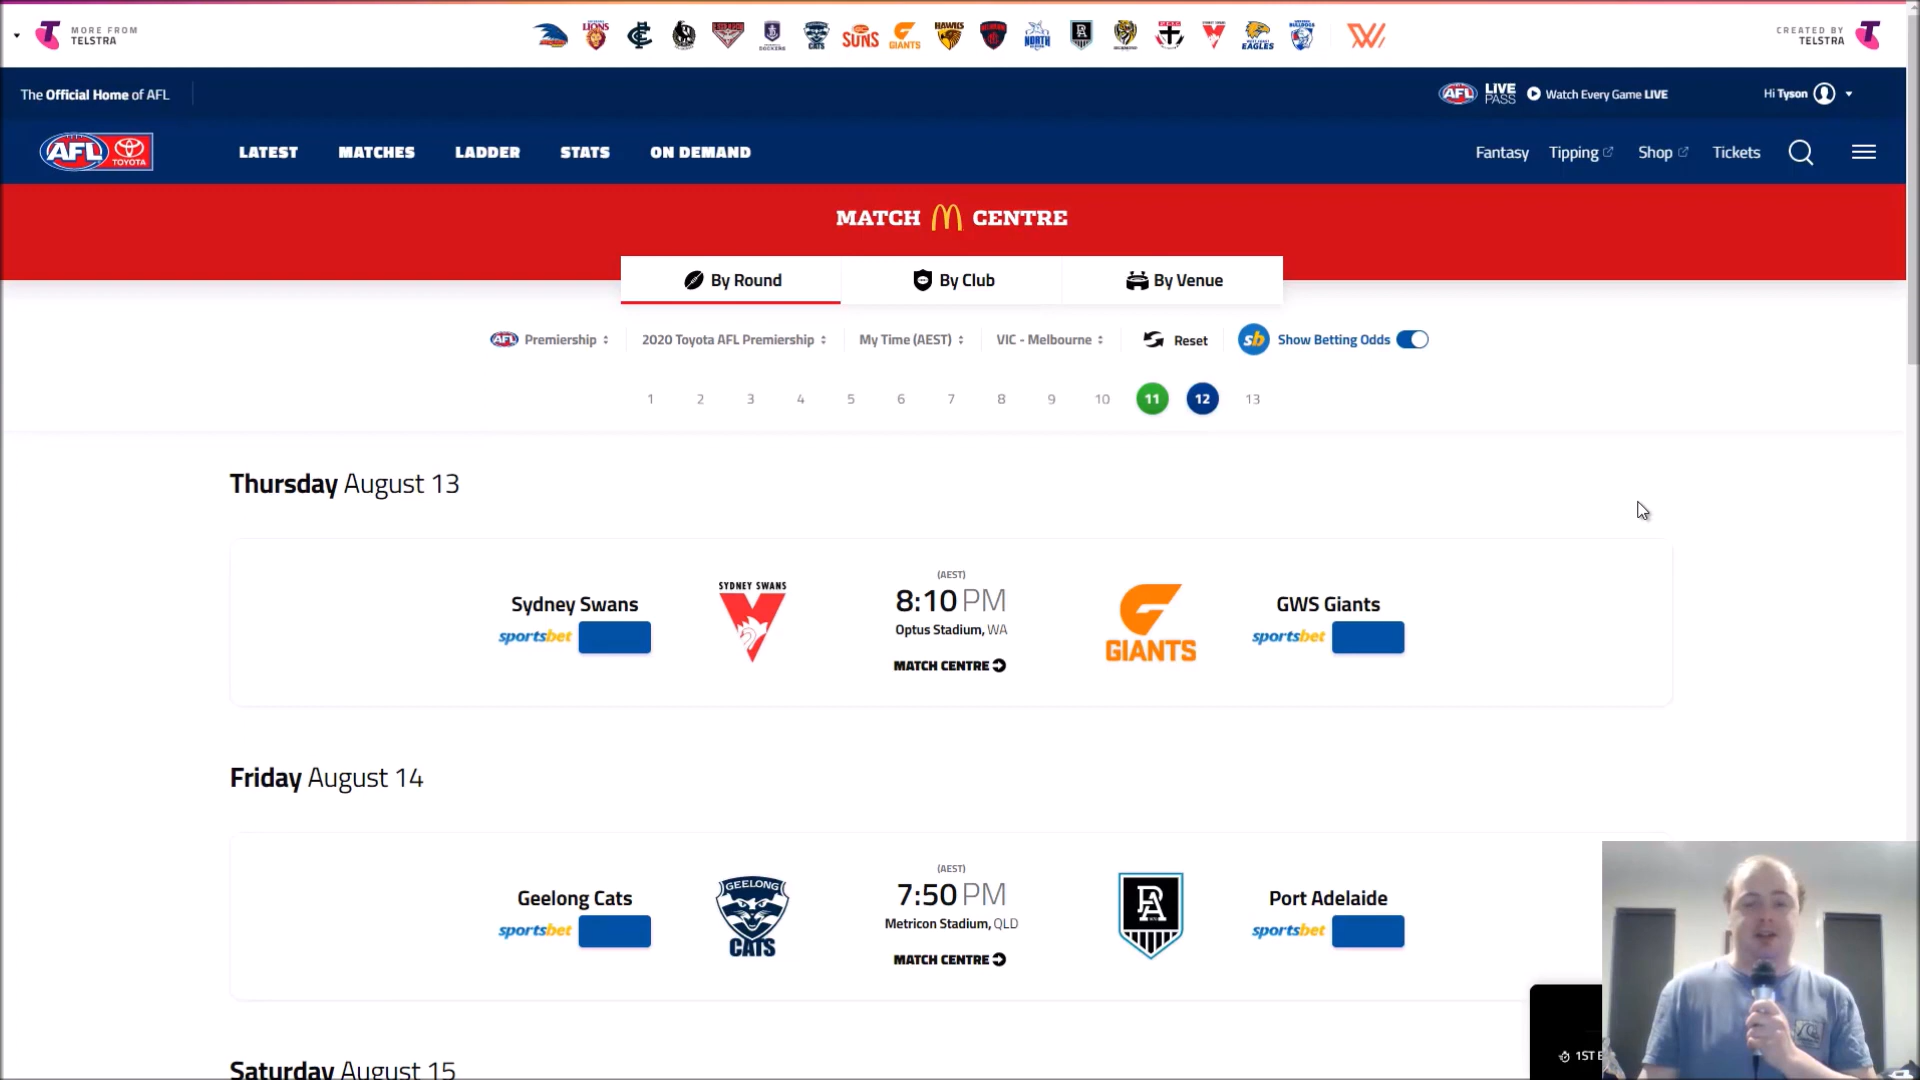 MORE FROM
TELSTRA
LIONS
SUNS
GIANTS
HAWKS
NORTH
CREATED BY
TELSTRA
The Official Home of AFL
AFL LIVE PASS
Watch Every Game LIVE
Hi Tyson
AFL TOYOTA
LATEST
MATCHES
LADDER
STATS
ON DEMAND
Fantasy
Tipping
Shop
Tickets
MATCH CENTRE
By Round
By Club
By Venue
AFL Premiership
2020 Toyota AFL Premiership
My Time (AEST)
VIC - Melbourne
Reset
sb Show Betting Odds
1 2 3 4 5 6 7 8 9 10 11 12 13
Thursday August 13
Sydney Swans
sportsbet
SYDNEY SWANS
(AEST)
8:10 PM
Optus Stadium, WA
MATCH CENTRE
GIANTS
GWS Giants
sportsbet
Friday August 14
Geelong Cats
sportsbet
GEELONG
CATS
(AEST)
7:50 PM
Metricon Stadium, QLD
MATCH CENTRE
PA
Port Adelaide
sportsbet
Saturday August 15
1ST